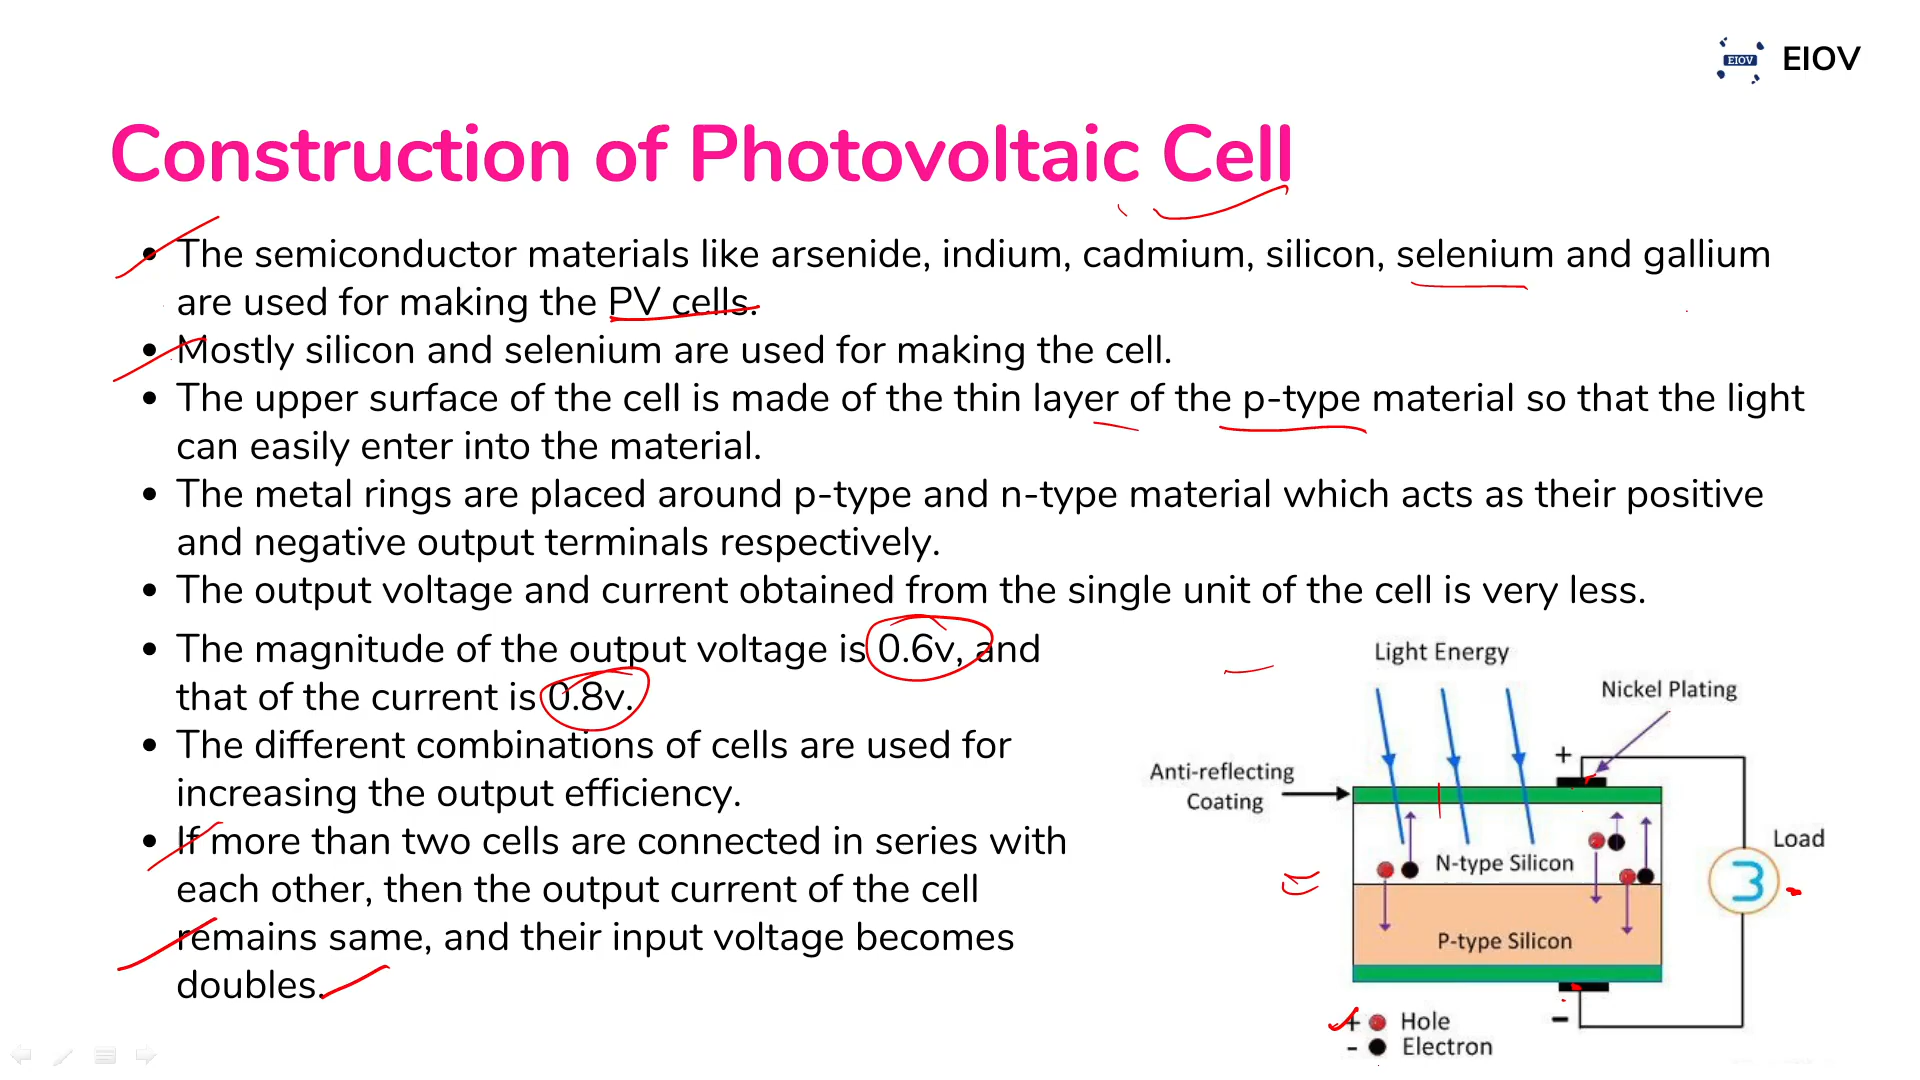 EIOV EIOV
Construction of Photovoltaic Cell
• The semiconductor materials like arsenide, indium, cadmium, silicon, selenium and gallium
are used for making the PV cells.
• Mostly silicon and selenium are used for making the cell.
• The upper surface of the cell is made of the thin layer of the p-type material so that the light
can easily enter into the material.
• The metal rings are placed around p-type and n-type material which acts as their positive
and negative output terminals respectively.
• The output voltage and current obtained from the single unit of the cell is very less.
• The magnitude of the output voltage is 0.6v, and
that of the current is 0.8v.
• The different combinations of cells are used for
increasing the output efficiency.
• If more than two cells are connected in series with
each other, then the output current of the cell
remains same, and their input voltage becomes
doubles.
Light Energy
Nickel Plating
+
Anti-reflecting
Coating
Load
N-type Silicon
P-type Silicon
+ Hole
−
- Electron